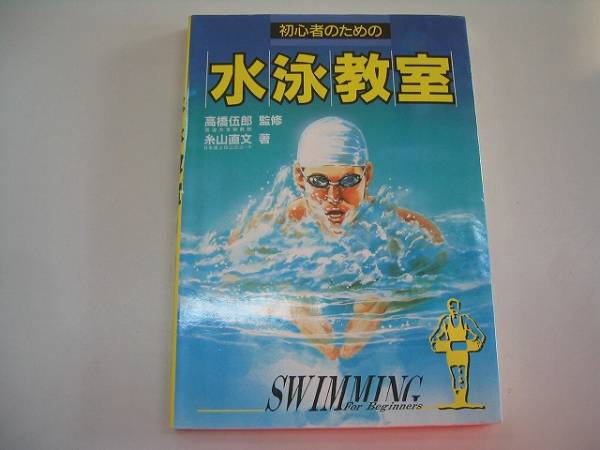 初心者のための
水泳教室
高橋伍郎 監修
糸山直文 著
SWIMMING
For Beginners